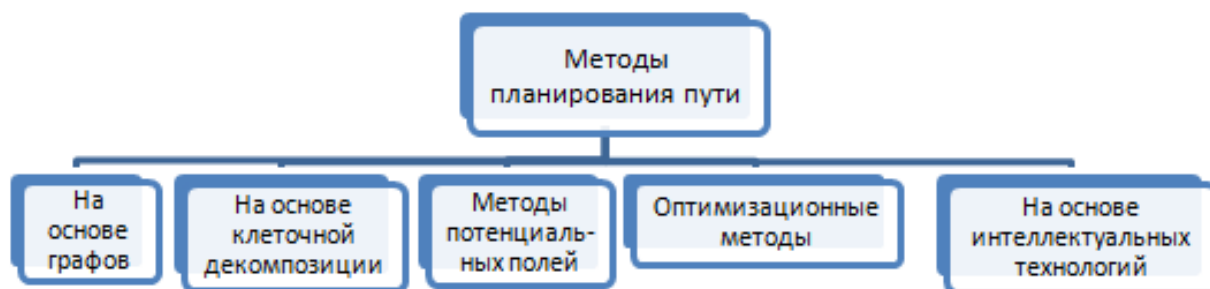 Методы
планирования пути
На
основе
графов
На основе
клеточной
декомпозиции
Методы
потенциаль-
ных полей
Оптимизационные
методы
На основе
интеллектуальных
технологий